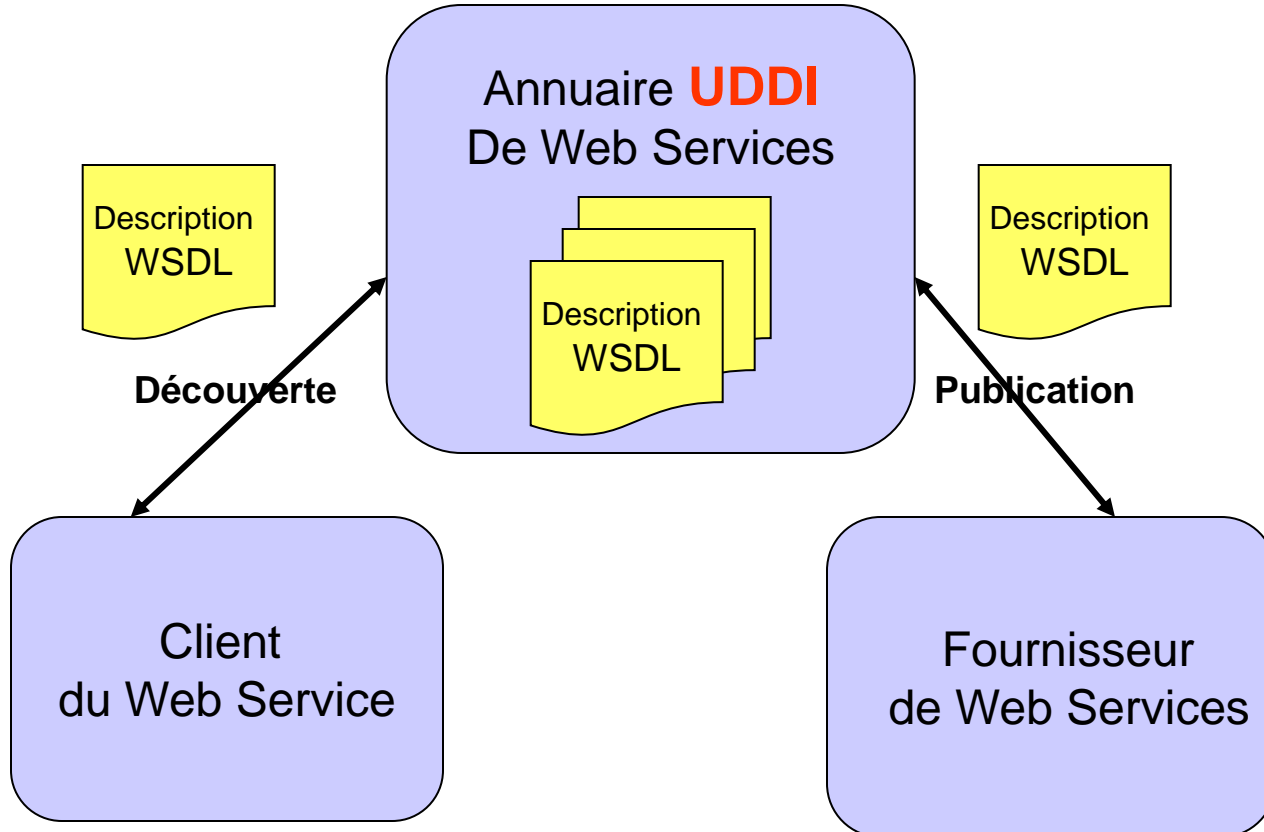 Annuaire UDDI
De Web Services
Description
WSDL
Description
WSDL
Description
WSDL
Découverte
Publication
Client
du Web Service
Fournisseur
de Web Services